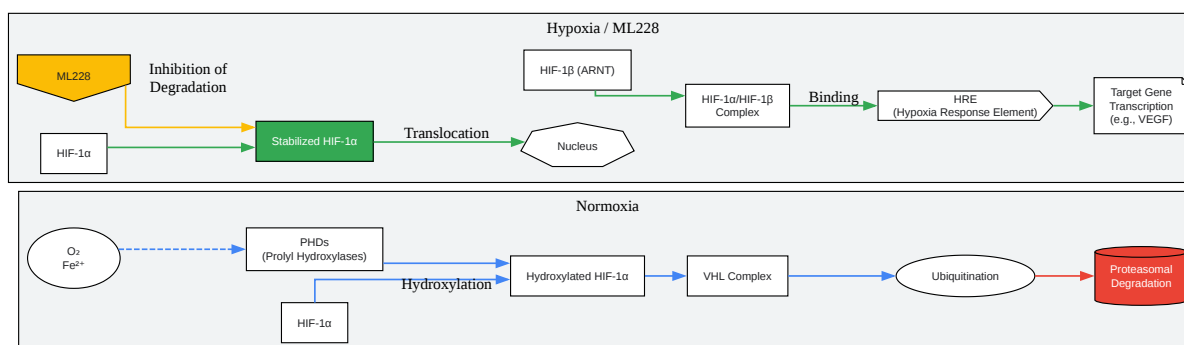 Hypoxia / ML228
ML228
Inhibition of
Degradation
HIF-1α
Stabilized HIF-1α
Translocation
Nucleus
HIF-1β (ARNT)
HIF-1α/HIF-1β
Complex
Binding
HRE
(Hypoxia Response Element)
Target Gene
Transcription
(e.g., VEGF)
Normoxia
O₂
Fe²⁺
PHDs
(Prolyl Hydroxylases)
HIF-1α
Hydroxylation
Hydroxylated HIF-1α
VHL Complex
Ubiquitination
Proteasomal
Degradation